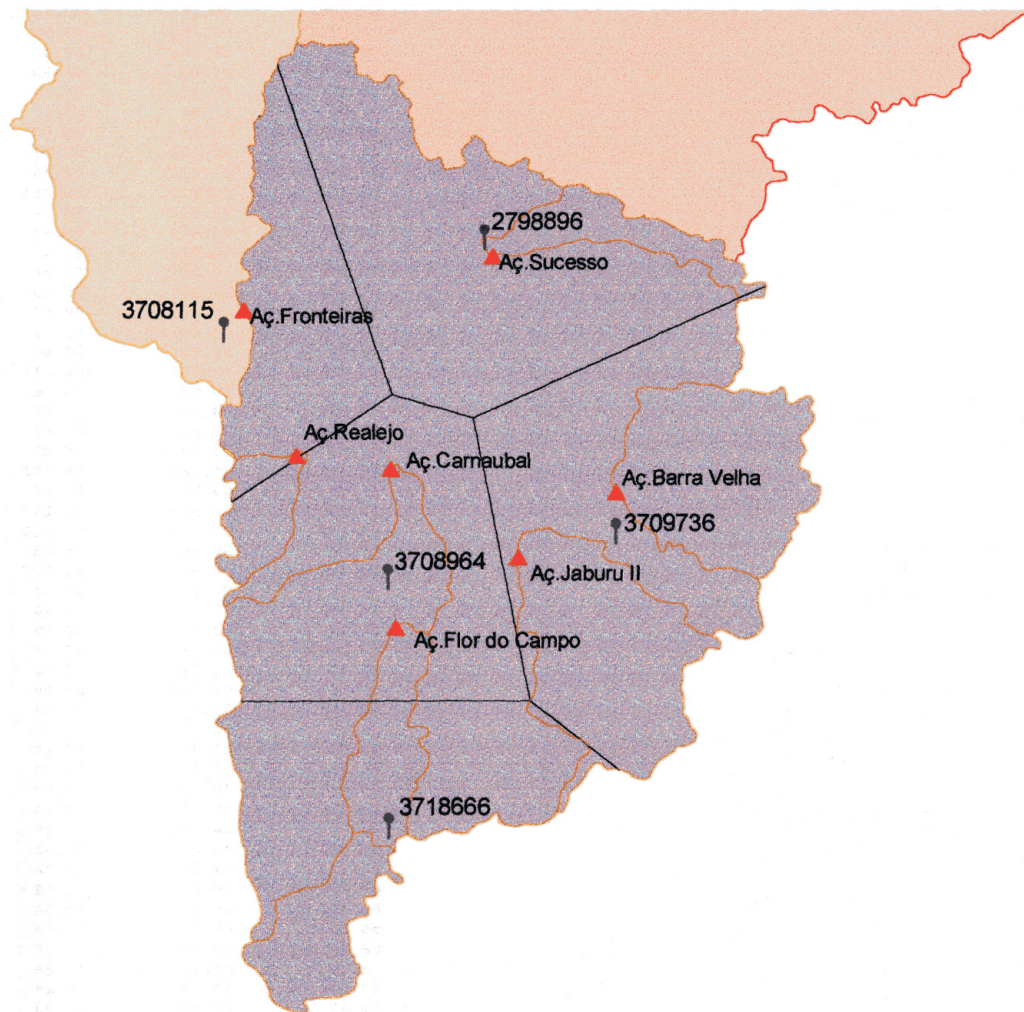 2798896
Aç.Sucesso
3708115
Aç.Fronteiras
Aç.Realejo
Aç.Carnaubal
Aç.Barra Velha
3709736
3708964
Aç.Jaburu II
Aç.Flor do Campo
3718666